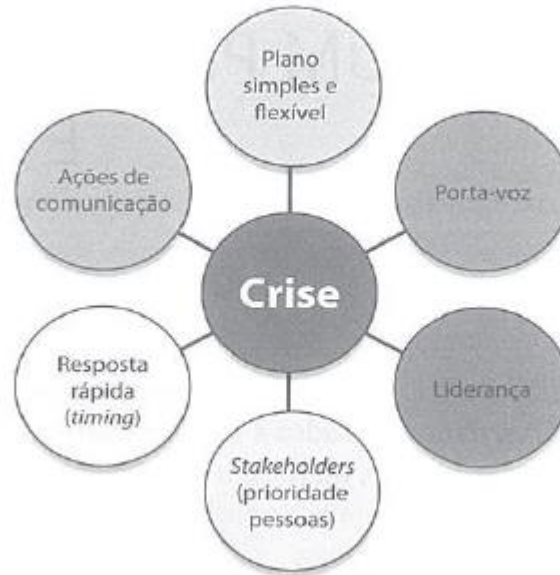 Plano
simples e
flexível
Ações de
comunicação
Porta-voz
Crise
Resposta
rápida
(timing)
Liderança
Stakeholders
(prioridade
pessoas)